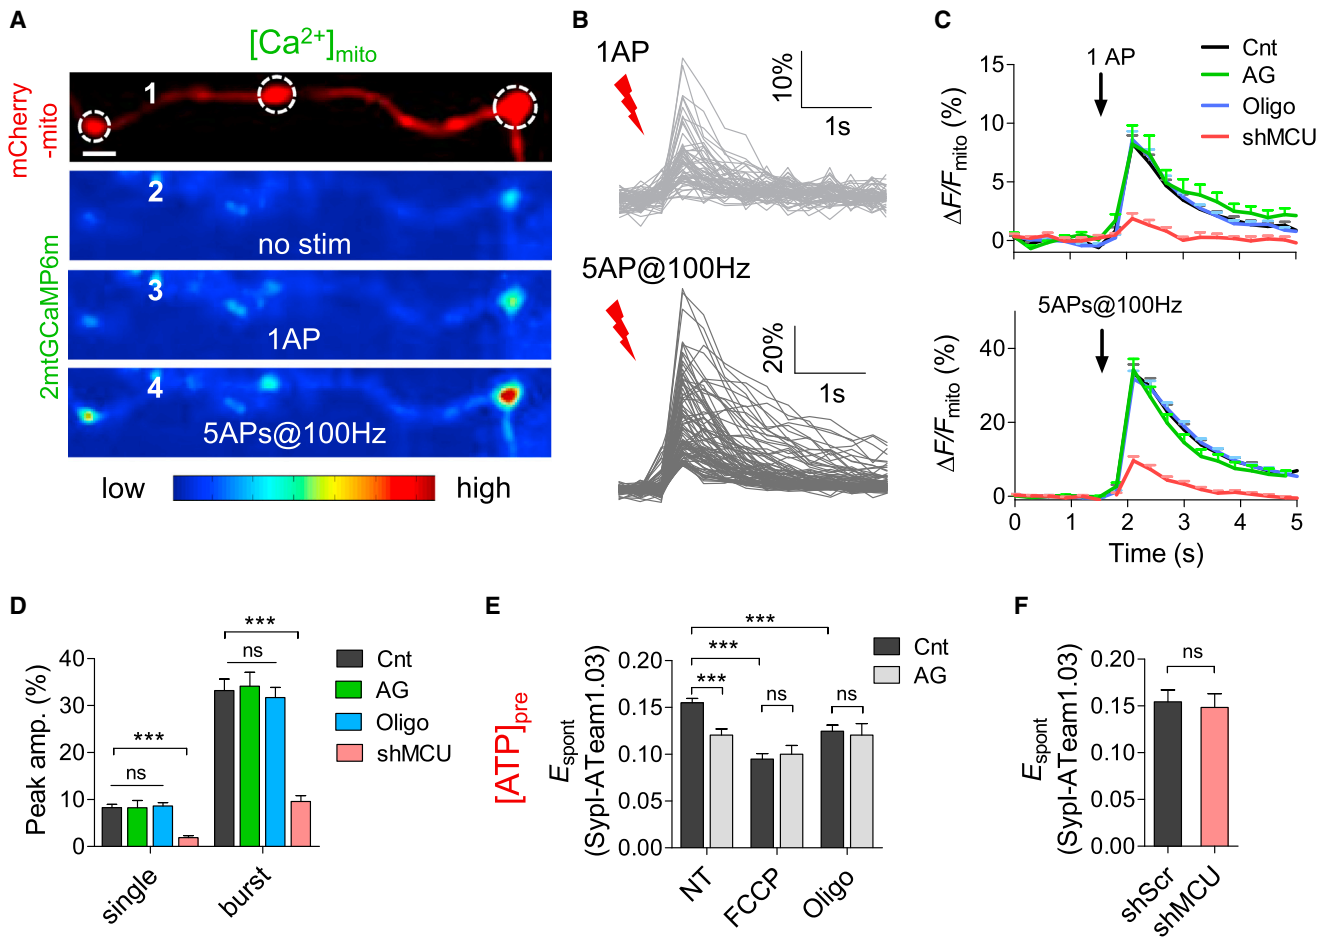 A
[Ca2+]mito
mCherry
-mito
1
2mtGCaMP6m
2
no stim
3
1AP
4
5APs@100Hz
low
high
B
1AP
10%
1s
5AP@100Hz
20%
1s
C
1 AP
Cnt
AG
Oligo
shMCU
ΔF/Fmito (%)
15
10
5
0
5APs@100Hz
ΔF/Fmito (%)
40
20
0
0 1 2 3 4 5
Time (s)
D
Peak amp. (%)
40
30
20
10
0
ns
***
ns
***
single
burst
Cnt
AG
Oligo
shMCU
E
[ATP]pre
Espont
(Sypl-ATeam1.03)
0.20
0.15
0.10
0.05
0.00
***
***
***
ns
ns
Cnt
AG
NT
FCCP
Oligo
F
Espont
(Sypl-ATeam1.03)
0.20
0.15
0.10
0.05
0.00
ns
shScr
shMCU